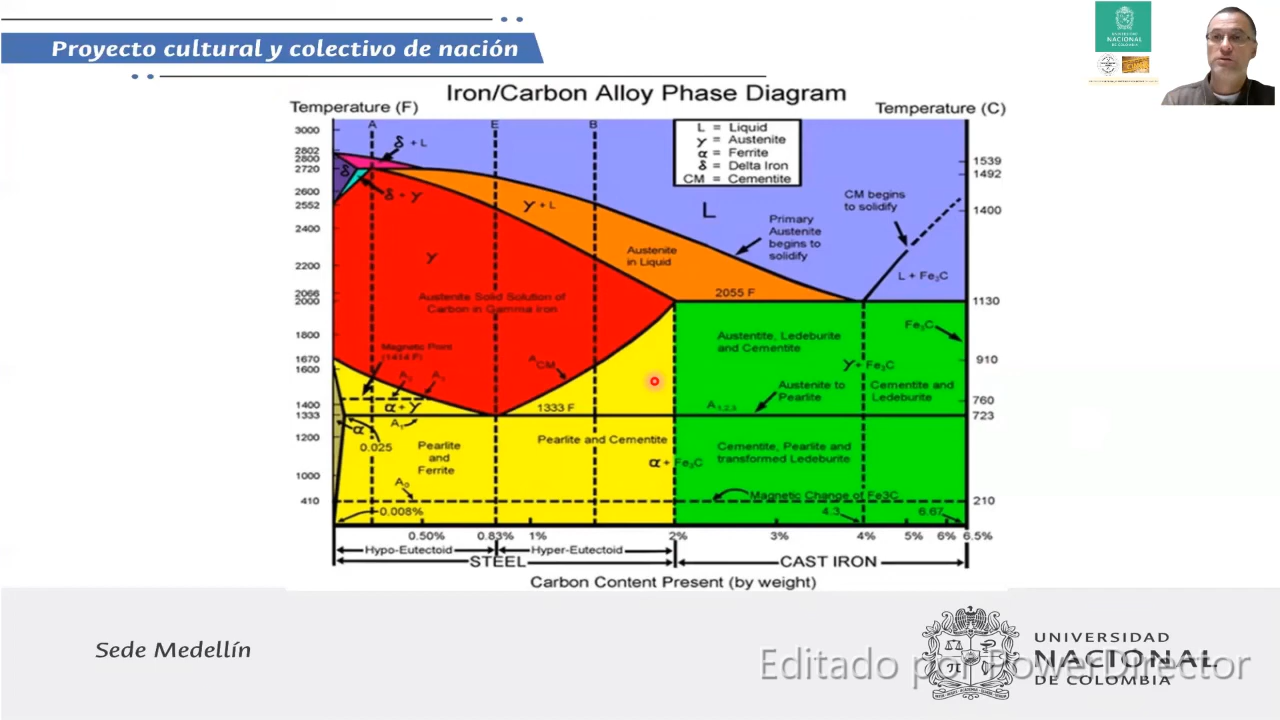 Proyecto cultural y colectivo de nación
UNIVERSIDAD
NACIONAL
DE COLOMBIA
Iron/Carbon Alloy Phase Diagram
Temperature (F)
Temperature (C)
A
E
B
L = Liquid
γ = Austenite
α = Ferrite
δ = Delta Iron
CM = Cementite
3000
2802
2800
2720
2600
2552
2400
2200
2066
2000
1800
1670
1600
1400
1333
1200
1000
410
1539
1492
1400
1130
910
760
723
210
δ + L
δ
δ + γ
γ + L
L
CM begins
to solidify
Primary
Austenite
begins to
solidify
Austenite
in Liquid
L + Fe3C
γ
Austenite Solid Solution of
Carbon in Gamma Iron
2055 F
Fe3C
Austentite, Ledeburite
and Cementite
γ + Fe3C
Magnetic Point
(1414 F)
A2
A3
ACM
Austenite to
Pearlite
Cementite and
Ledeburite
α + γ
1333 F
A1,2,3
A1
α
0.025
Pearlite
and
Ferrite
Pearlite and Cementite
Cementite, Pearlite and
transformed Ledeburite
α + Fe3C
A0
Magnetic Change of Fe3C
0.008%
4.3
6.67
0.50%
0.83%
1%
2%
3%
4%
5%
6%
6.5%
Hypo-Eutectoid
Hyper-Eutectoid
STEEL
CAST IRON
Carbon Content Present (by weight)
Sede Medellín
UNIVERSIDAD
NACIONAL
DE COLOMBIA
Editado por PowerDirector